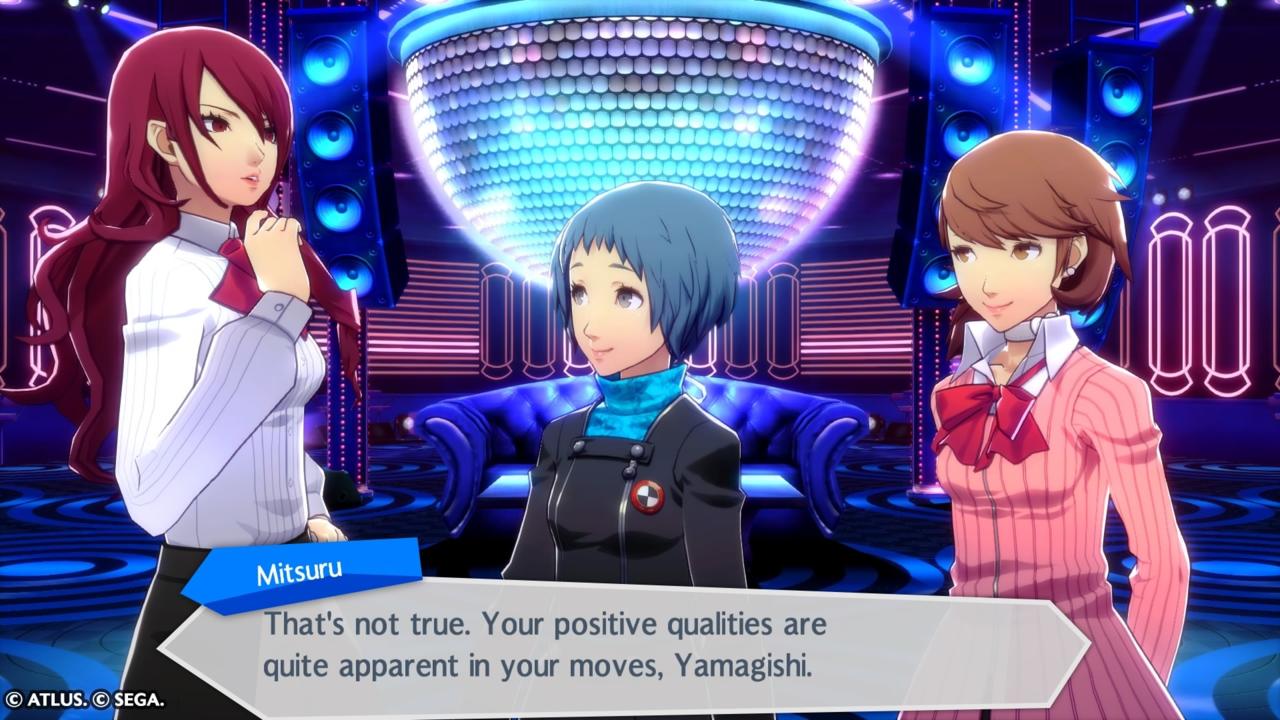 Mitsuru
That's not true. Your positive qualities are
quite apparent in your moves, Yamagishi.
© ATLUS. © SEGA.